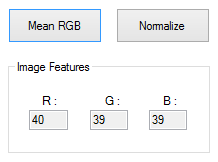 Mean RGB Normalize
Image Features
R : G : B :
40 39 39